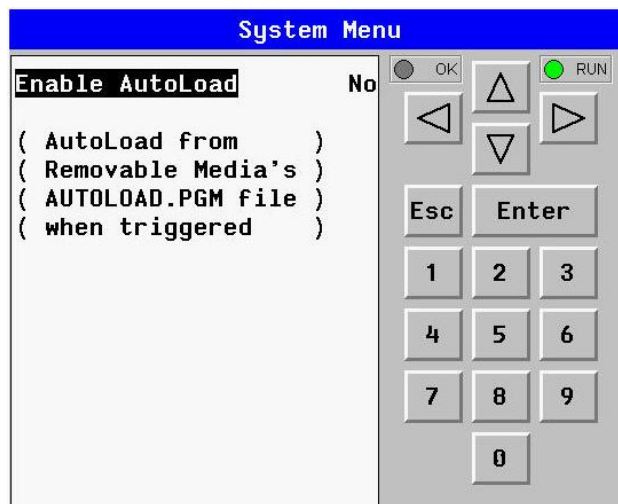 System Menu
Enable AutoLoad No
( AutoLoad from )
( Removable Media's )
( AUTOLOAD.PGM file )
( when triggered )
OK
RUN
Esc
Enter
1
2
3
4
5
6
7
8
9
0